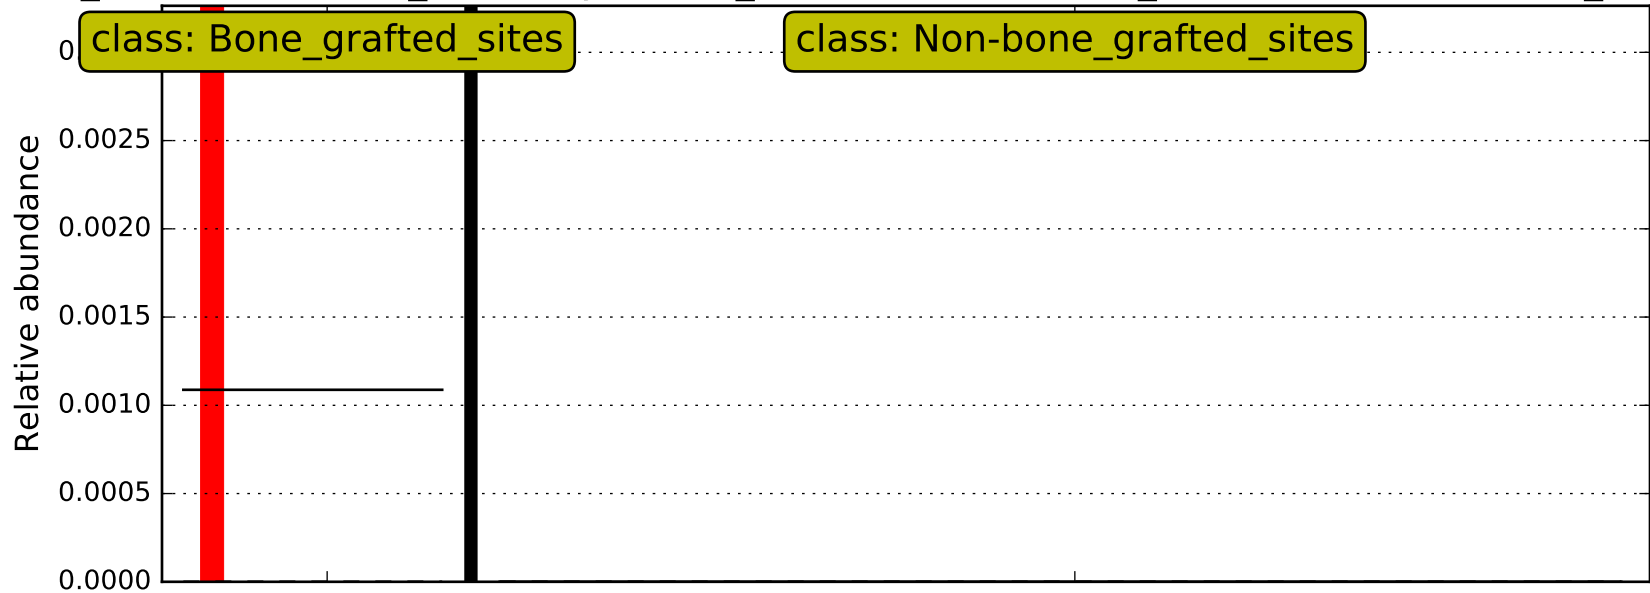 class: Bone_grafted_sites
class: Non-bone_grafted_sites
0.0025
0.0020
0.0015
0.0010
0.0005
0.0000
Relative abundance